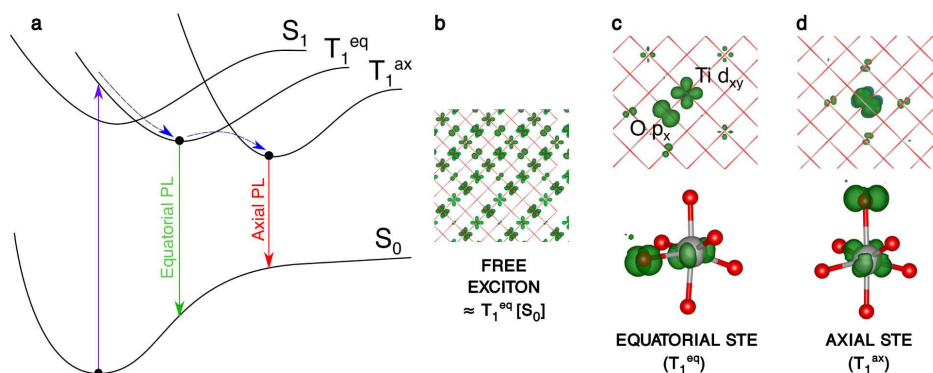 a
S₁
T₁ᵉq
T₁ᵃˣ
S₀
Equatorial PL
Axial PL
b
FREE
EXCITON
≈ T₁ᵉq [S₀]
c
Ti dₓᵧ
O pₓ
EQUATORIAL STE
(T₁ᵉq)
d
AXIAL STE
(T₁ᵃˣ)